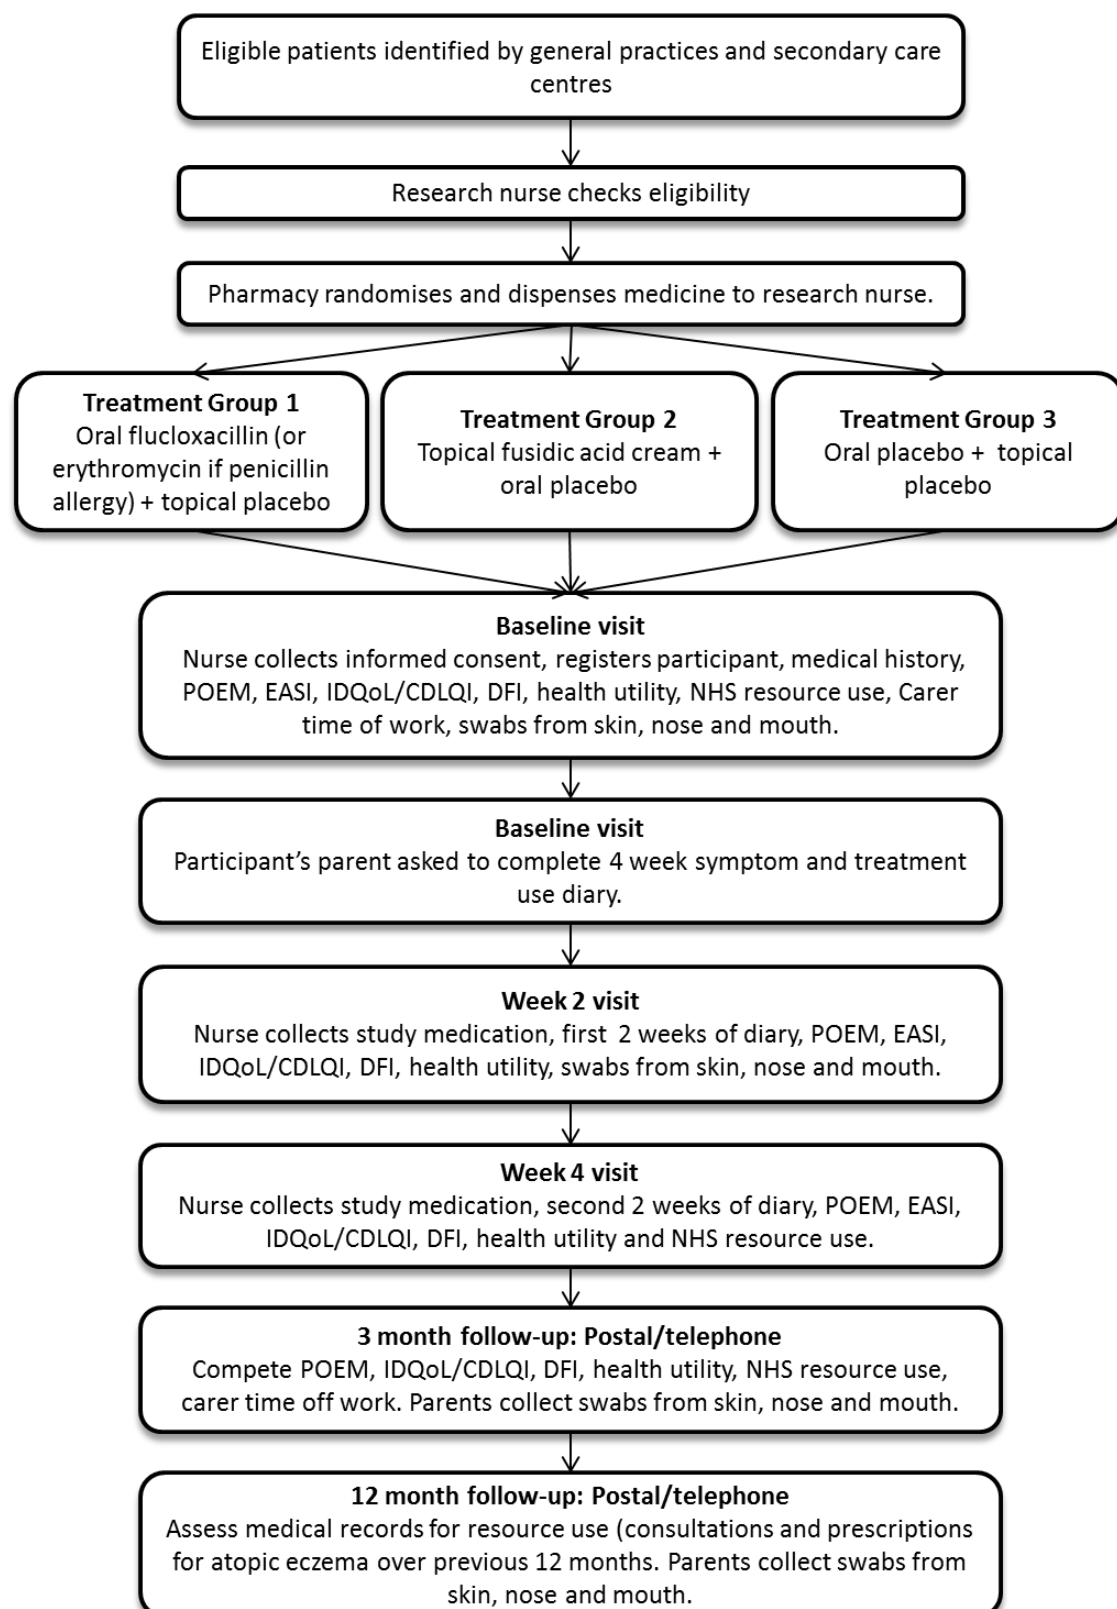 Eligible patients identified by general practices and secondary care
centres
Research nurse checks eligibility
Pharmacy randomises and dispenses medicine to research nurse.
Treatment Group 1
Oral flucloxacillin (or
erythromycin if penicillin
allergy) + topical placebo
Treatment Group 2
Topical fusidic acid cream +
oral placebo
Treatment Group 3
Oral placebo + topical
placebo
Baseline visit
Nurse collects informed consent, registers participant, medical history,
POEM, EASI, IDQoL/CDLQI, DFI, health utility, NHS resource use, Carer
time of work, swabs from skin, nose and mouth.
Baseline visit
Participant’s parent asked to complete 4 week symptom and treatment
use diary.
Week 2 visit
Nurse collects study medication, first 2 weeks of diary, POEM, EASI,
IDQoL/CDLQI, DFI, health utility, swabs from skin, nose and mouth.
Week 4 visit
Nurse collects study medication, second 2 weeks of diary, POEM, EASI,
IDQoL/CDLQI, DFI, health utility and NHS resource use.
3 month follow-up: Postal/telephone
Compete POEM, IDQoL/CDLQI, DFI, health utility, NHS resource use,
carer time off work. Parents collect swabs from skin, nose and mouth.
12 month follow-up: Postal/telephone
Assess medical records for resource use (consultations and prescriptions
for atopic eczema over previous 12 months. Parents collect swabs from
skin, nose and mouth.